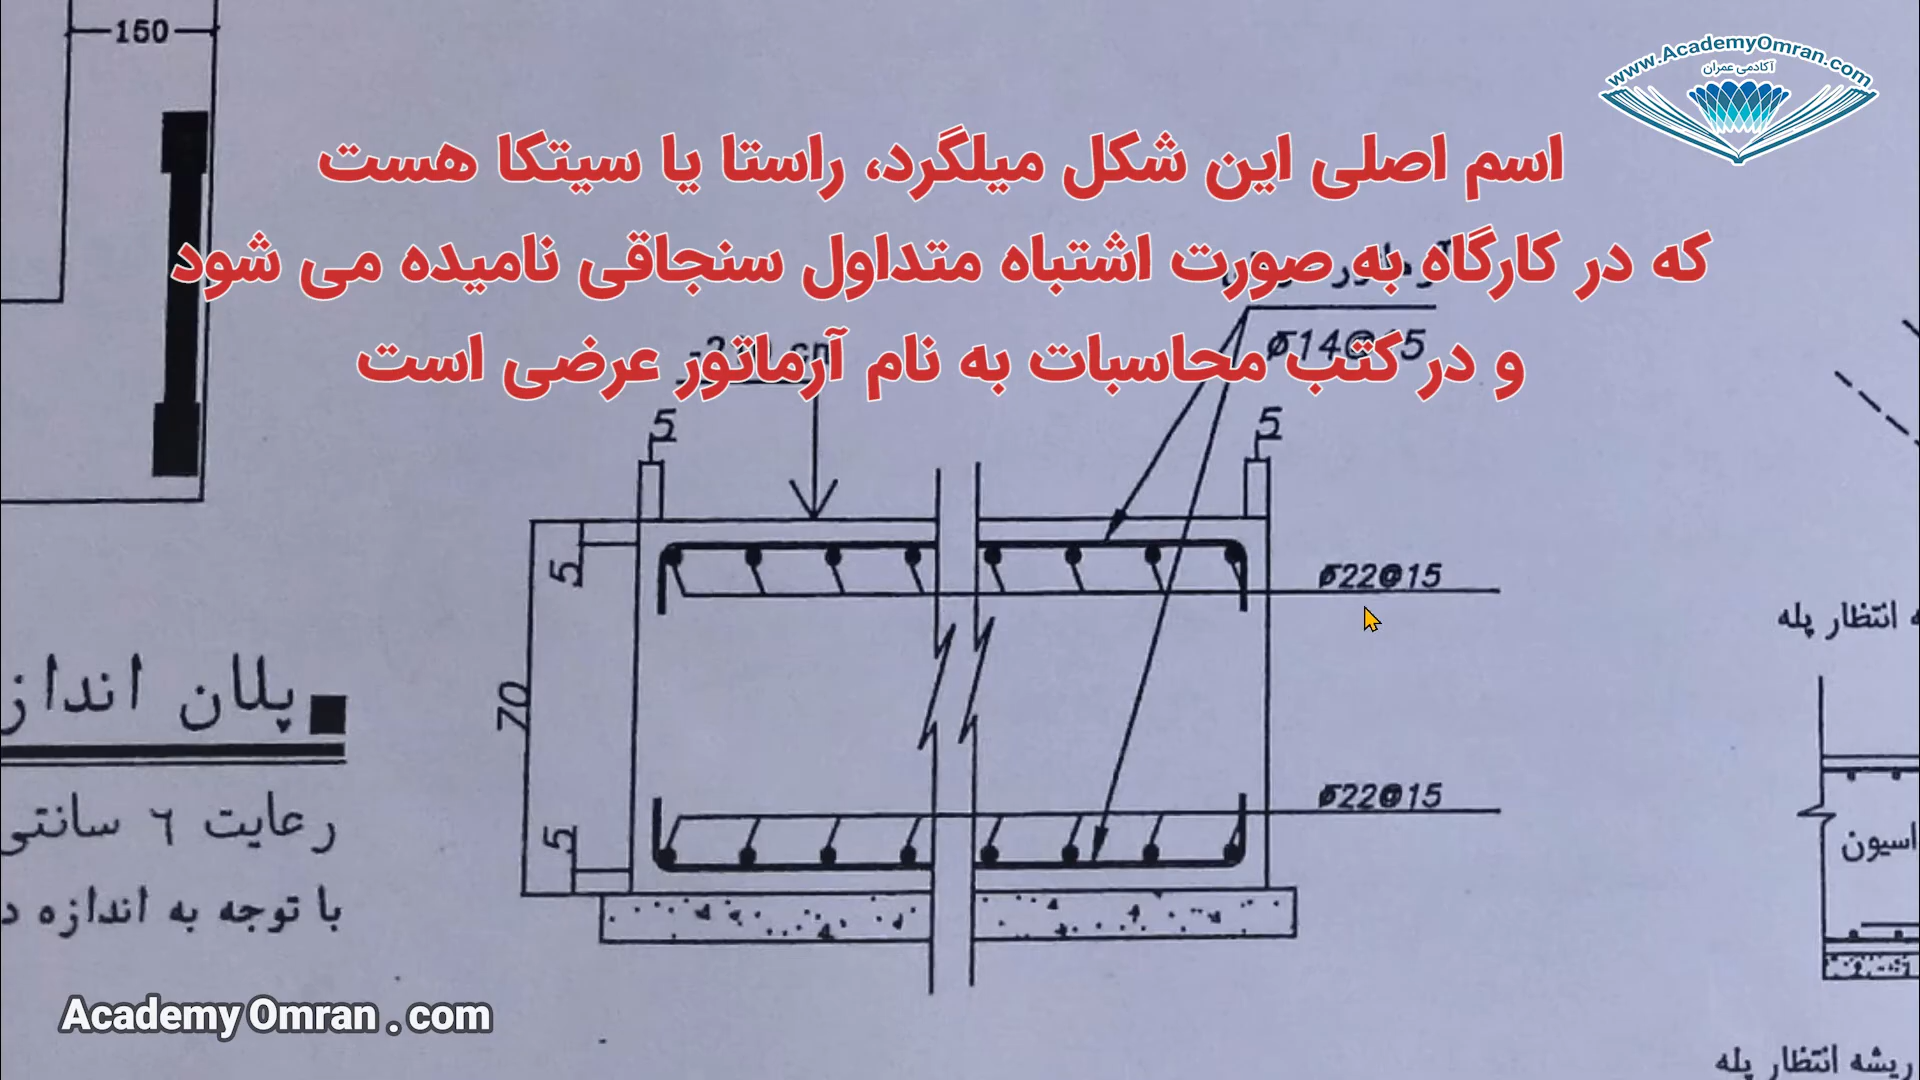 150
www.AcademyOmran.com
آکادمی عمران
اسم اصلی این شکل میلگرد، راستا یا سیتکا هست
که در کارگاه به صورت اشتباه متداول سنجاقی نامیده می شود
و در کتب محاسبات به نام آرماتور عرضی است
ø14@15
5
5
5
ø22@15
انتظار پله
70
پلان انداز
ø22@15
رعایت ٦ سانتی
5
اسیون
با توجه به اندازه د
Academy Omran . com
ریشه انتظار پله